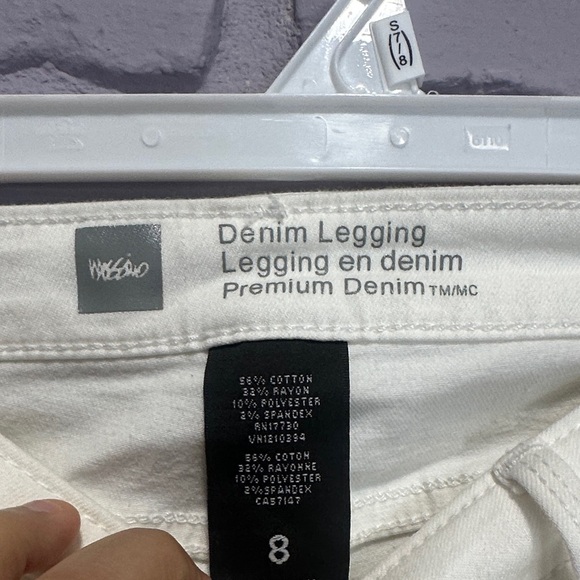 S
(7/8)
MOSSIMO
Denim Legging
Legging en denim
Premium Denim TM/MC
56% COTTON
32% RAYON
10% POLYESTER
2% SPANDEX
RN17730
VN1210394
56% COTON
32% RAYONNE
10% POLYESTER
2% SPANDEX
CA57147
8